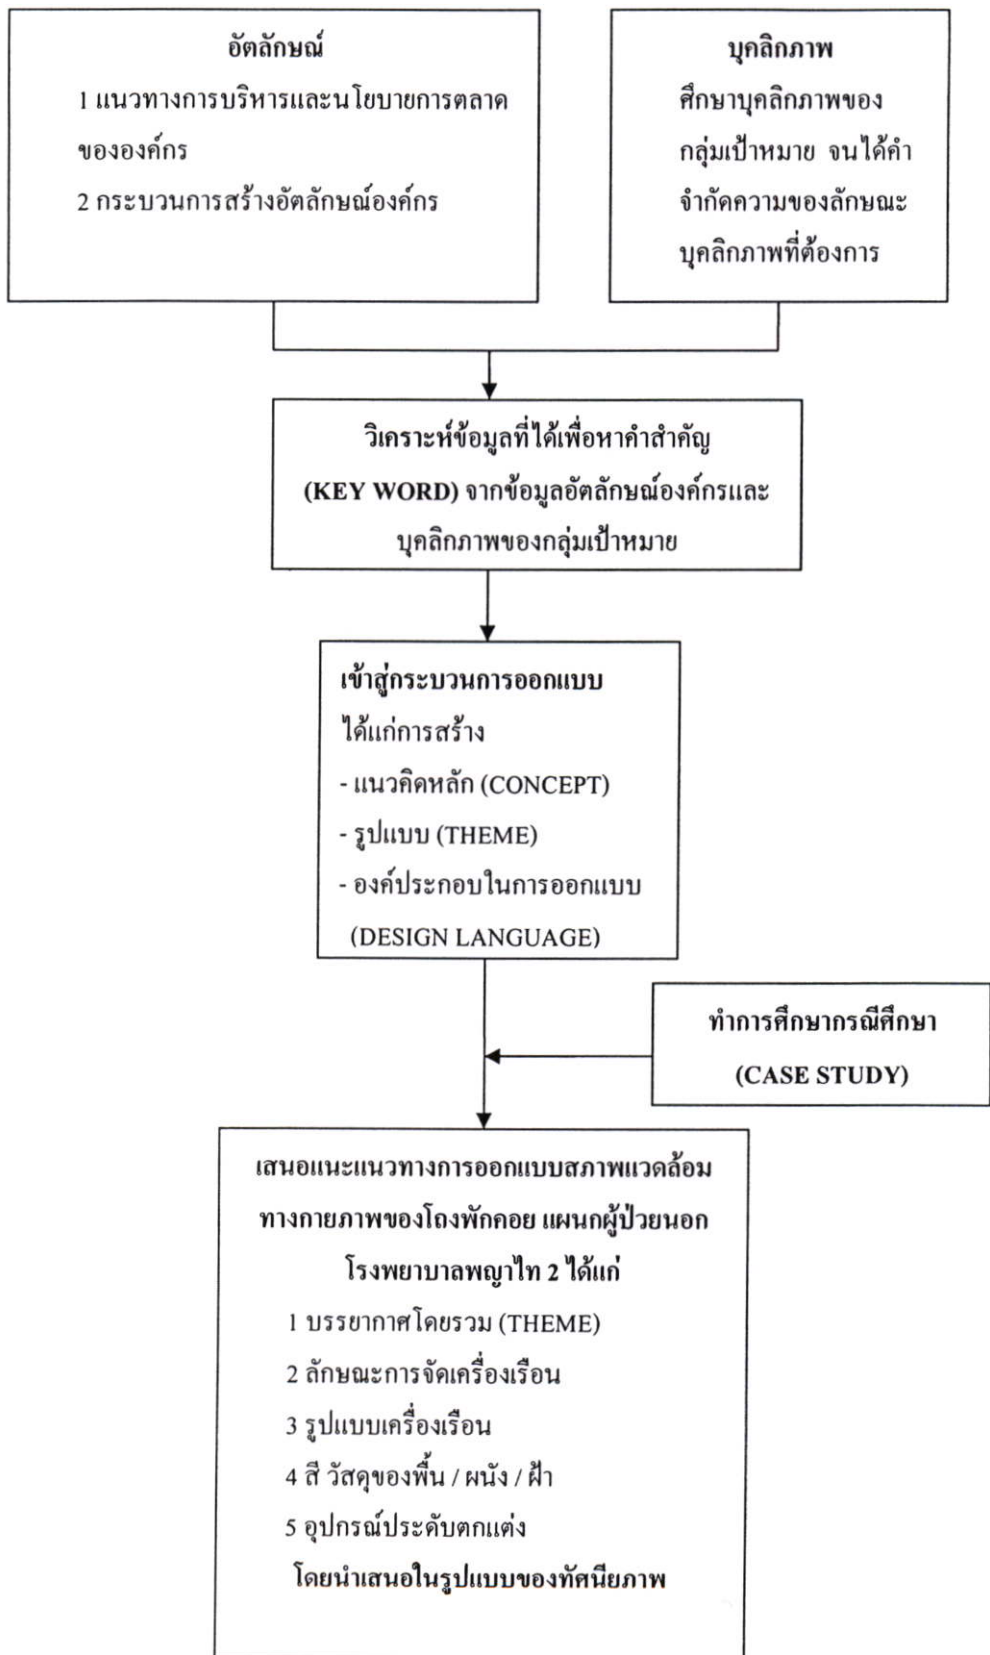 อัตลักษณ์
1 แนวทางการบริหารและนโยบายการตลาด
ขององค์กร
2 กระบวนการสร้างอัตลักษณ์องค์กร
บุคลิกภาพ
ศึกษาบุคลิกภาพของ
กลุ่มเป้าหมาย จนได้คำ
จำกัดความของลักษณะ
บุคลิกภาพที่ต้องการ
วิเคราะห์ข้อมูลที่ได้เพื่อหาคำสำคัญ
(KEY WORD) จากข้อมูลอัตลักษณ์องค์กรและ
บุคลิกภาพของกลุ่มเป้าหมาย
เข้าสู่กระบวนการออกแบบ
ได้แก่การสร้าง
- แนวคิดหลัก (CONCEPT)
- รูปแบบ (THEME)
- องค์ประกอบในการออกแบบ
(DESIGN LANGUAGE)
ทำการศึกษากรณีศึกษา
(CASE STUDY)
เสนอแนะแนวทางการออกแบบสภาพแวดล้อม
ทางกายภาพของโถงพักคอย แผนกผู้ป่วยนอก
โรงพยาบาลพญาไท 2 ได้แก่
1 บรรยากาศโดยรวม (THEME)
2 ลักษณะการจัดเครื่องเรือน
3 รูปแบบเครื่องเรือน
4 สี วัสดุของพื้น / ผนัง / ฝ้า
5 อุปกรณ์ประดับตกแต่ง
โดยนำเสนอในรูปแบบของทัศนียภาพ